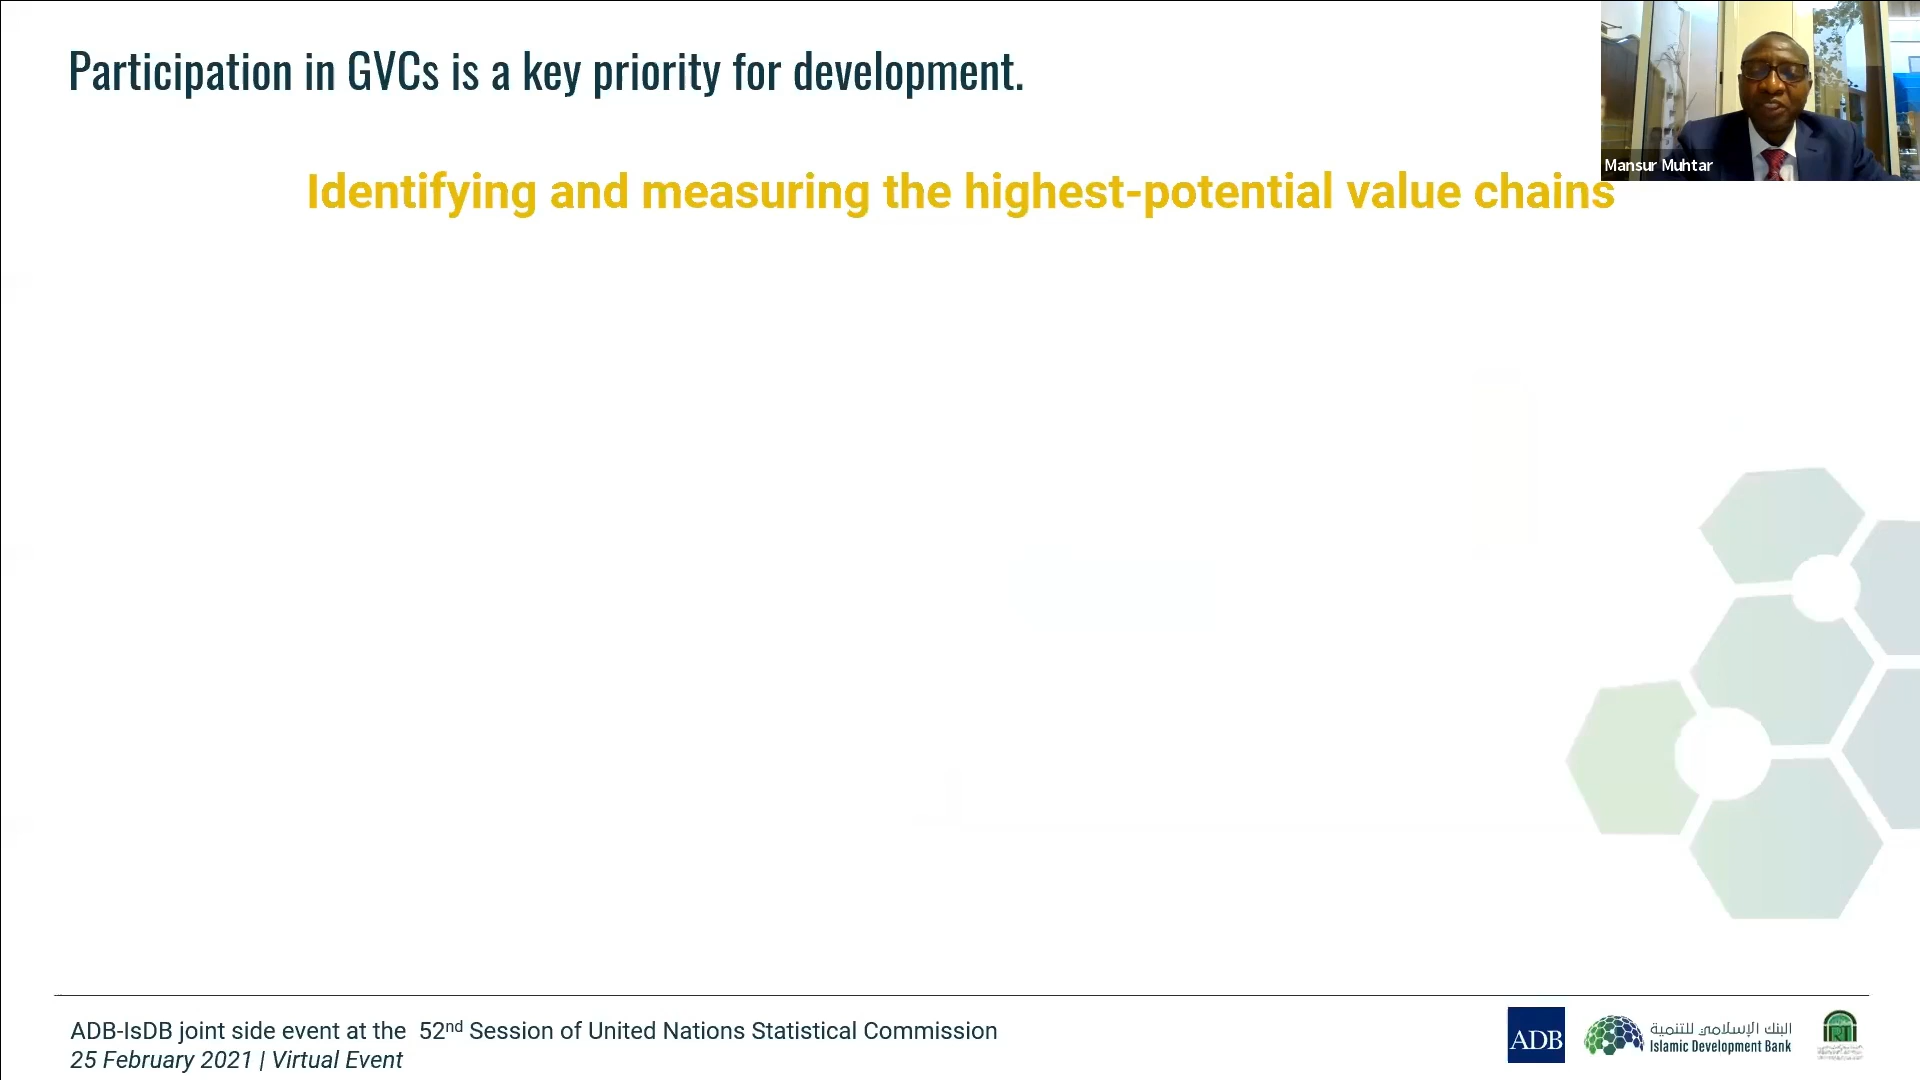 Participation in GVCs is a key priority for development.
Mansur Muhtar
Identifying and measuring the highest-potential value chains
ADB-IsDB joint side event at the 52nd Session of United Nations Statistical Commission
25 February 2021 | Virtual Event
ADB
البنك الإسلامي للتنمية
Islamic Development Bank
IRTI